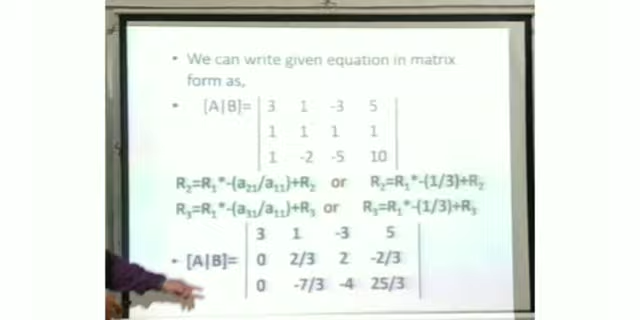 • We can write given equation in matrix
form as,
• [A|B]= 3 1 -3 5
1 1 1 1
1 -2 -5 10
R₂=R₁*-(a₂₁/a₁₁)+R₂ or R₂=R₁*-(1/3)+R₂
R₃=R₁*-(a₃₁/a₁₁)+R₃ or R₃=R₁*-(1/3)+R₃
3 1 -3 5
• [A|B]= 0 2/3 2 -2/3
0 -7/3 -4 25/3